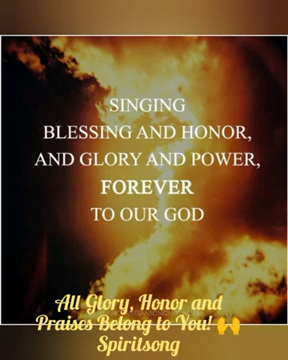 SINGING
BLESSING AND HONOR,
AND GLORY AND POWER,
FOREVER
TO OUR GOD
All Glory, Honor and
Praises Belong to You! 🙌
Spiritsong